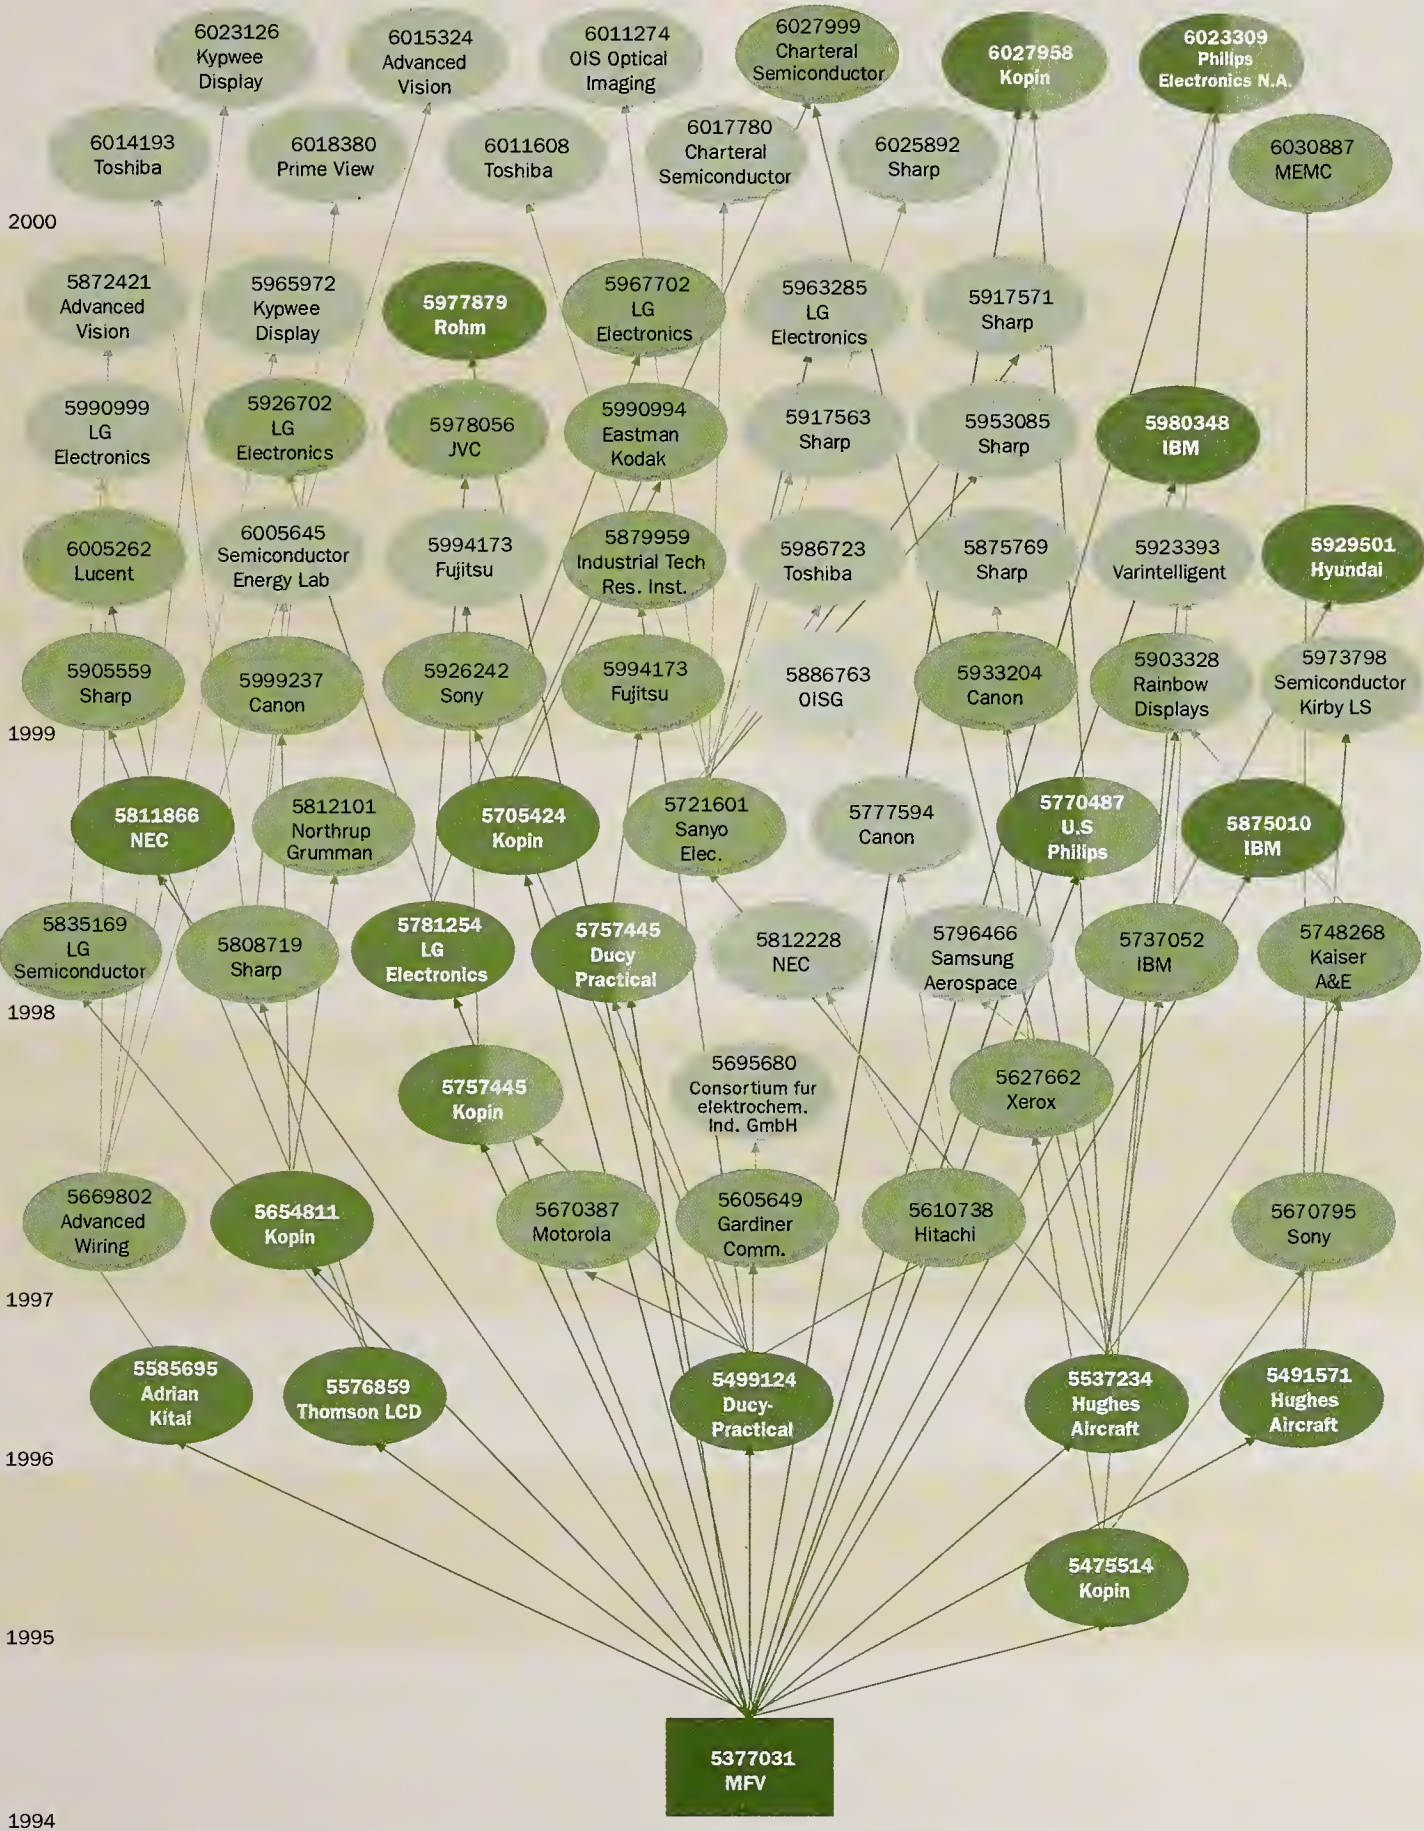 6023126
Kypwee
Display
6015324
Advanced
Vision
6011274
OIS Optical
Imaging
6027999
Charteral
Semiconductor
6027958
Kopin
6023309
Philips
Electronics N.A.
6014193
Toshiba
6018380
Prime View
6011608
Toshiba
6017780
Charteral
Semiconductor
6025892
Sharp
6030887
MEMC
2000
5872421
Advanced
Vision
5965972
Kypwee
Display
5977879
Rohm
5967702
LG
Electronics
5963285
LG
Electronics
5917571
Sharp
5990999
LG
Electronics
5926702
LG
Electronics
5978056
JVC
5990994
Eastman
Kodak
5917563
Sharp
5953085
Sharp
5980348
IBM
6005262
Lucent
6005645
Semiconductor
Energy Lab
5994173
Fujitsu
5879959
Industrial Tech
Res. Inst.
5986723
Toshiba
5875769
Sharp
5923393
Varintelligent
5929501
Hyundai
5905559
Sharp
5999237
Canon
5926242
Sony
5994173
Fujitsu
5886763
OISG
5933204
Canon
5903328
Rainbow
Displays
5973798
Semiconductor
Kirby LS
1999
5811866
NEC
5812101
Northrup
Grumman
5705424
Kopin
5721601
Sanyo
Elec.
5777594
Canon
5770487
U.S
Philips
5875010
IBM
5835169
LG
Semiconductor
5808719
Sharp
5781254
LG
Electronics
5757445
Ducy
Practical
5812228
NEC
5796466
Samsung
Aerospace
5737052
IBM
5748268
Kaiser
A&E
1998
5757445
Kopin
5695680
Consortium fur
elektrochem.
Ind. GmbH
5627662
Xerox
5669802
Advanced
Wiring
5654811
Kopin
5670387
Motorola
5605649
Gardiner
Comm.
5610738
Hitachi
5670795
Sony
1997
5585695
Adrian
Kitai
5576859
Thomson LCD
5499124
Ducy-
Practical
5537234
Hughes
Aircraft
5491571
Hughes
Aircraft
1996
5475514
Kopin
1995
5377031
MFV
1994